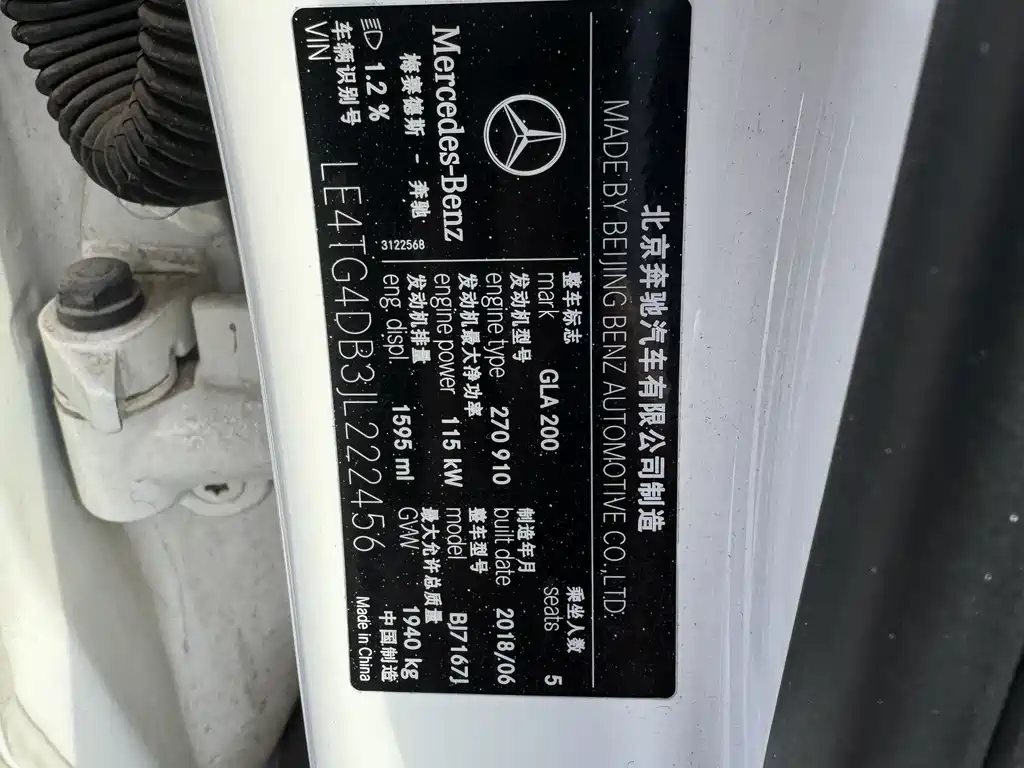 北京奔驰汽车有限公司制造
MADE BY BEIJING BENZ AUTOMOTIVE CO.,LTD.
Mercedes-Benz
梅赛德斯 - 奔驰
1.2 %
3122568
整车标志
mark GLA 200
乘坐人数
seats 5
发动机型号
engine type 270 910
制造年月
built date 2018/06
发动机最大净功率
engine power 115 kW
整车型号
model BJ7167J
发动机排量
eng. displ. 1595 ml
最大允许总质量
GVW 1940 kg
车辆识别号
VIN LE4TG4DB3JL222456
中国制造
Made in China